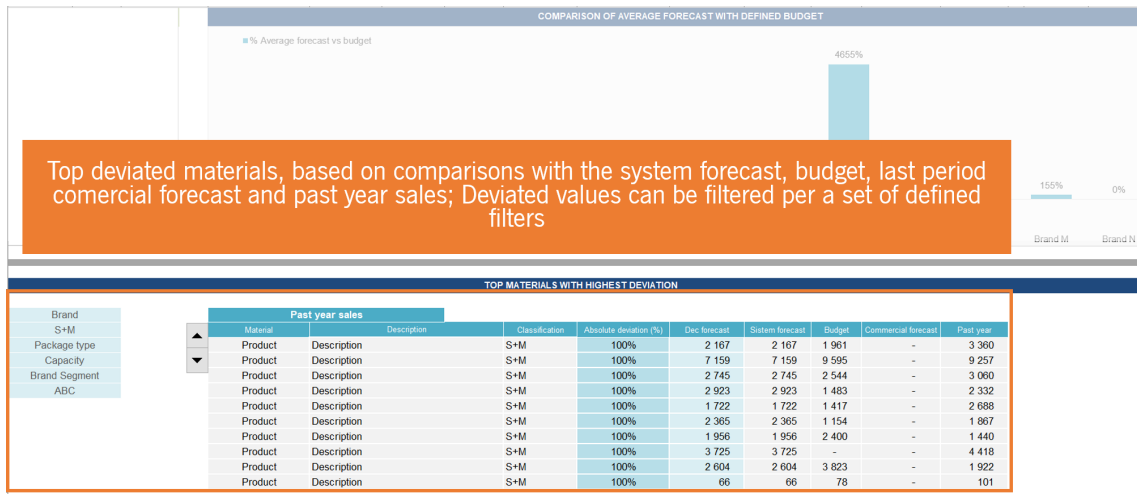 COMPARISON OF AVERAGE FORECAST WITH DEFINED BUDGET
% Average forecast vs budget
4655%
Top deviated materials, based on comparisons with the system forecast, budget, last period
comercial forecast and past year sales; Deviated values can be filtered per a set of defined
filters
155%
0%
Brand M
Brand N
TOP MATERIALS WITH HIGHEST DEVIATION
Brand
S+M
Package type
Capacity
Brand Segment
ABC
Past year sales
Material Description Classification Absolute deviation (%) Dec forecast Sistem forecast Budget Commercial forecast Past year
Product Description S+M 100% 2 167 2 167 1 961 - 3 360
Product Description S+M 100% 7 159 7 159 9 595 - 9 257
Product Description S+M 100% 2 745 2 745 2 544 - 3 060
Product Description S+M 100% 2 923 2 923 1 483 - 2 332
Product Description S+M 100% 1 722 1 722 1 417 - 2 688
Product Description S+M 100% 2 365 2 365 1 154 - 1 867
Product Description S+M 100% 1 956 1 956 2 400 - 1 440
Product Description S+M 100% 3 725 3 725 - - 4 418
Product Description S+M 100% 2 604 2 604 3 823 - 1 922
Product Description S+M 100% 66 66 78 - 101